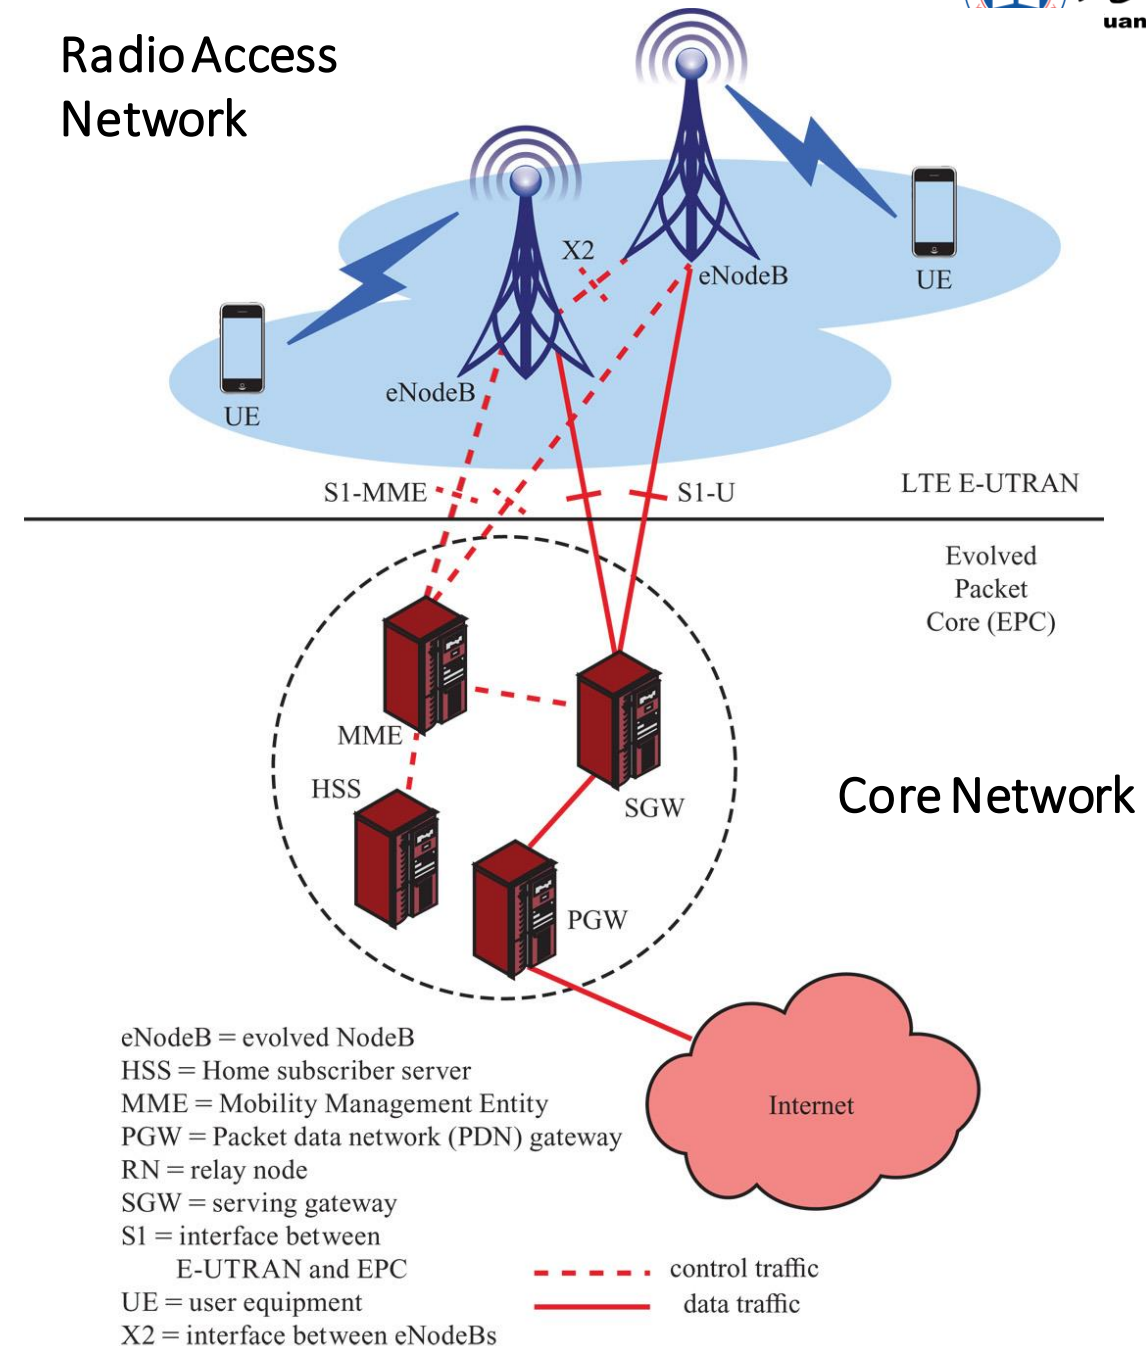 uan
Radio Access
Network
X2
eNodeB
UE
eNodeB
UE
S1-MME
S1-U
LTE E-UTRAN
Evolved
Packet
Core (EPC)
MME
HSS
SGW
Core Network
PGW
eNodeB = evolved NodeB
HSS = Home subscriber server
MME = Mobility Management Entity
PGW = Packet data network (PDN) gateway
RN = relay node
SGW = serving gateway
S1 = interface between
E-UTRAN and EPC
UE = user equipment
X2 = interface between eNodeBs
Internet
control traffic
data traffic